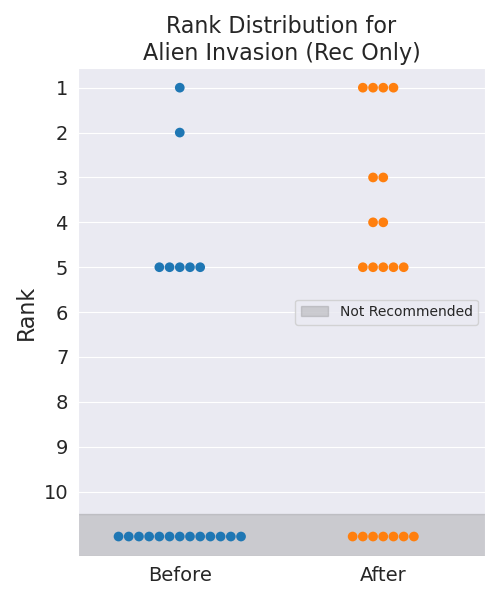 Rank Distribution for
Alien Invasion (Rec Only)
1
2
3
4
5
6
7
8
9
10
Rank
Not Recommended
Before
After